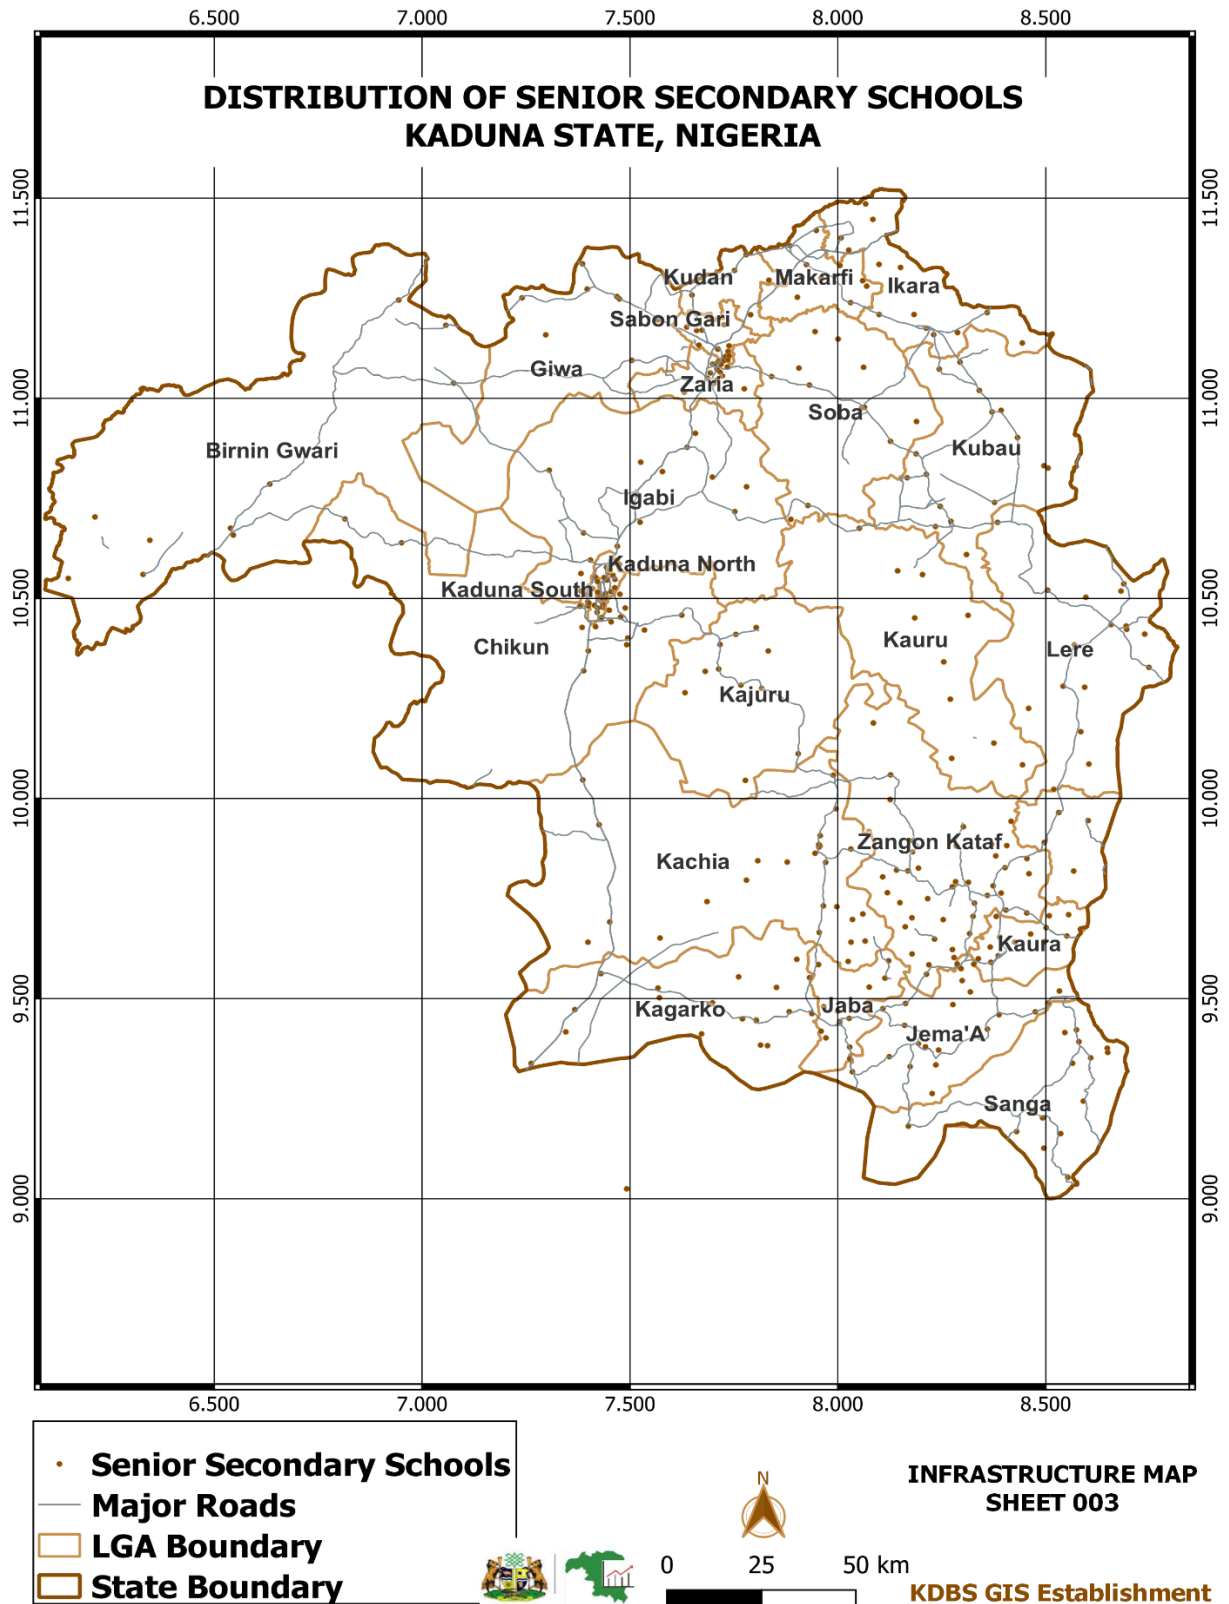 6.500 7.000 7.500 8.000 8.500
DISTRIBUTION OF SENIOR SECONDARY SCHOOLS
KADUNA STATE, NIGERIA
11.500 11.500
Kudan
Makarfi
Ikara
Sabon Gari
Giwa
Zaria
11.000 11.000
Soba
Birnin Gwari
Kubau
Igabi
Kaduna North
Kaduna South
10.500 10.500
Chikun
Kauru
Lere
Kajuru
10.000 10.000
Zangon Kataf
Kachia
Kaura
9.500 9.500
Kagarko
Jaba
Jema'A
Sanga
9.000 9.000
6.500 7.000 7.500 8.000 8.500
Senior Secondary Schools
Major Roads
LGA Boundary
State Boundary
N
0 25 50 km
INFRASTRUCTURE MAP
SHEET 003
KDBS GIS Establishment